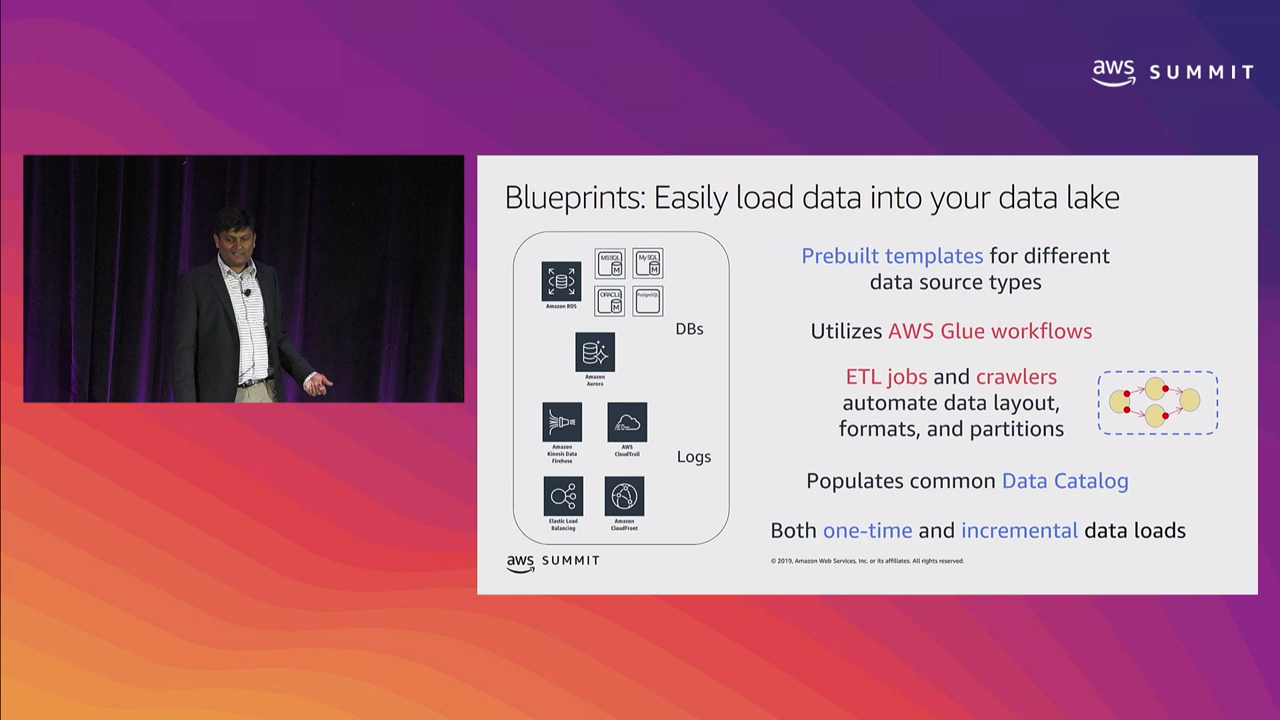 aws SUMMIT
Blueprints: Easily load data into your data lake
MSSQL
M
MySQL
M
Amazon RDS
ORACLE
M
PostgreSQL
DBs
Amazon
Aurora
Amazon
Kinesis Data
Firehose
AWS
CloudTrail
Logs
Elastic Load
Balancing
Amazon
CloudFront
Prebuilt templates for different
data source types
Utilizes AWS Glue workflows
ETL jobs and crawlers
automate data layout,
formats, and partitions
Populates common Data Catalog
Both one-time and incremental data loads
aws SUMMIT
© 2019, Amazon Web Services, Inc. or its affiliates. All rights reserved.